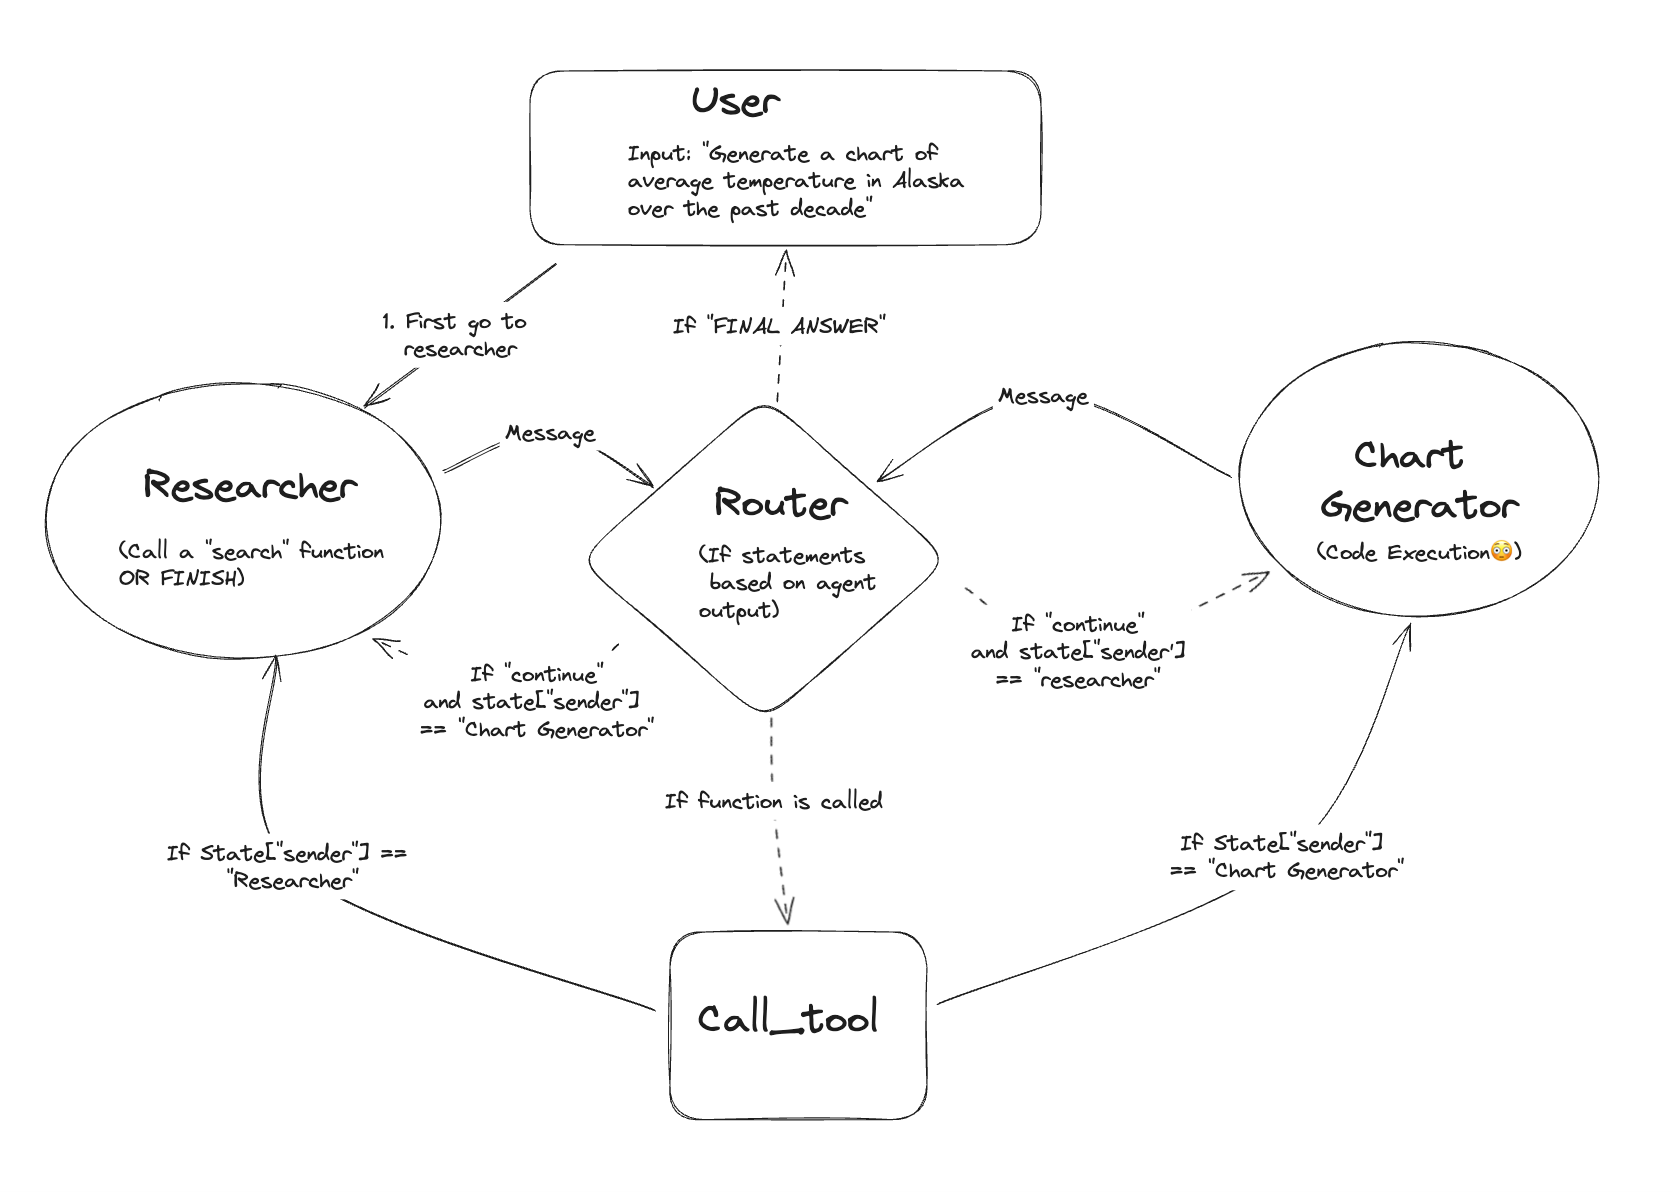 User
Input: "Generate a chart of
average temperature in Alaska
over the past decade"
1. First go to
researcher
If "FINAL ANSWER"
Message
Message
Researcher
(Call a "search" function
OR FINISH)
Router
(If statements
based on agent
output)
Chart
Generator
(Code Execution😳)
If "continue"
and state["sender"]
== "Chart Generator"
If "continue"
and state["sender']
== "researcher"
If function is called
If State["sender"] ==
"Researcher"
If State["sender"]
== "Chart Generator"
Call_tool